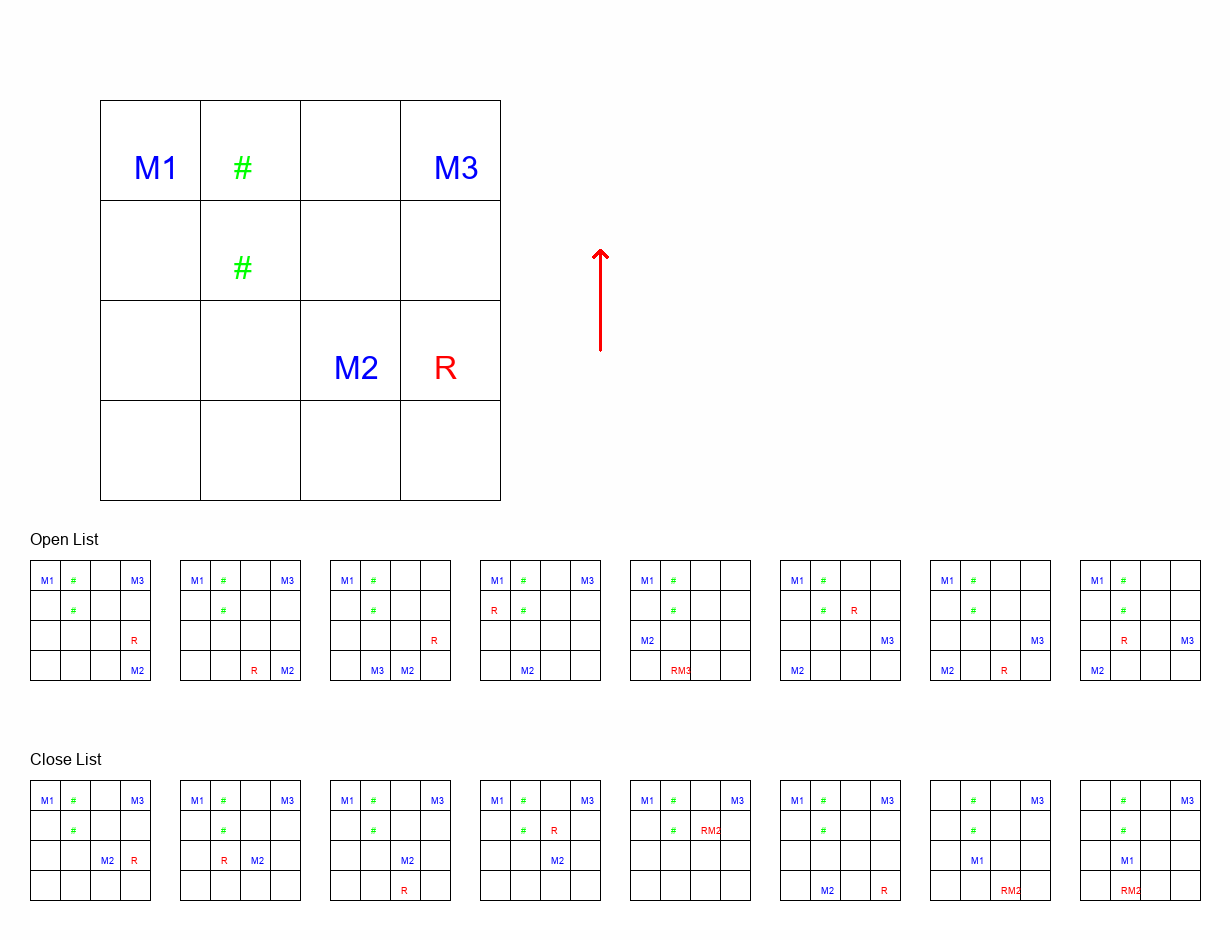 M1 # M3
#
M2 R
Open List
M1 # M3 M1 # M3 M1 # M1 # M3 M1 # M1 # M1 # M1 #
# # # R # # # R # #
R R M2 M3 M3 R M3
M2 R M2 M3 M2 M2 RM3 M2 M2 R M2
Close List
M1 # M3 M1 # M3 M1 # M3 M1 # M3 M1 # M3 M1 # M3 # M3 # M3
# # # # R # RM2 # # #
M2 R R M2 M2 M2 M1 M1
R M2 R RM2 RM2